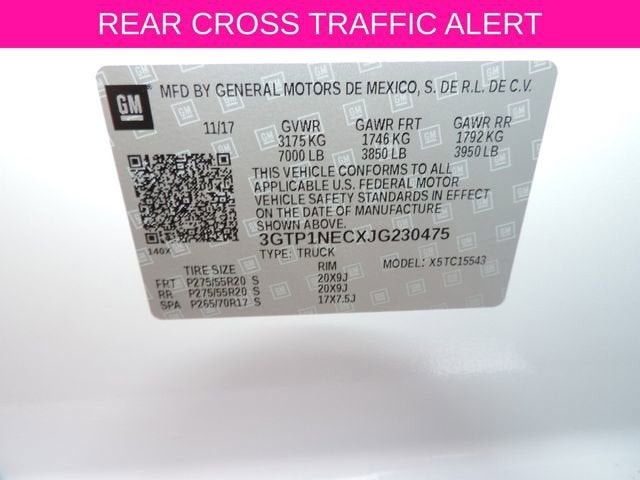 REAR CROSS TRAFFIC ALERT
GM ® MFD BY GENERAL MOTORS DE MEXICO, S. DE R.L. DE C.V.
11/17 GVWR GAWR FRT GAWR RR
3175 KG 1746 KG 1792 KG
7000 LB 3850 LB 3950 LB
THIS VEHICLE CONFORMS TO ALL
APPLICABLE U.S. FEDERAL MOTOR
VEHICLE SAFETY STANDARDS IN EFFECT
ON THE DATE OF MANUFACTURE SHOWN ABOVE.
3GTP1NECXJG230475
140X TYPE: TRUCK MODEL: X5TC15543
TIRE SIZE RIM
FRT P275/55R20 S 20X9J
RR P275/55R20 S 20X9J
SPA P265/70R17 S 17X7.5J